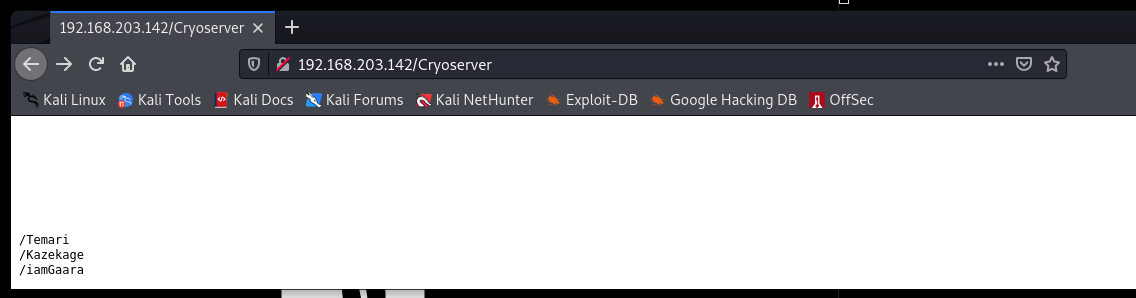 192.168.203.142/Cryoserver
192.168.203.142/Cryoserver
Kali Linux Kali Tools Kali Docs Kali Forums Kali NetHunter Exploit-DB Google Hacking DB OffSec
/Temari
/Kazekage
/iamGaara